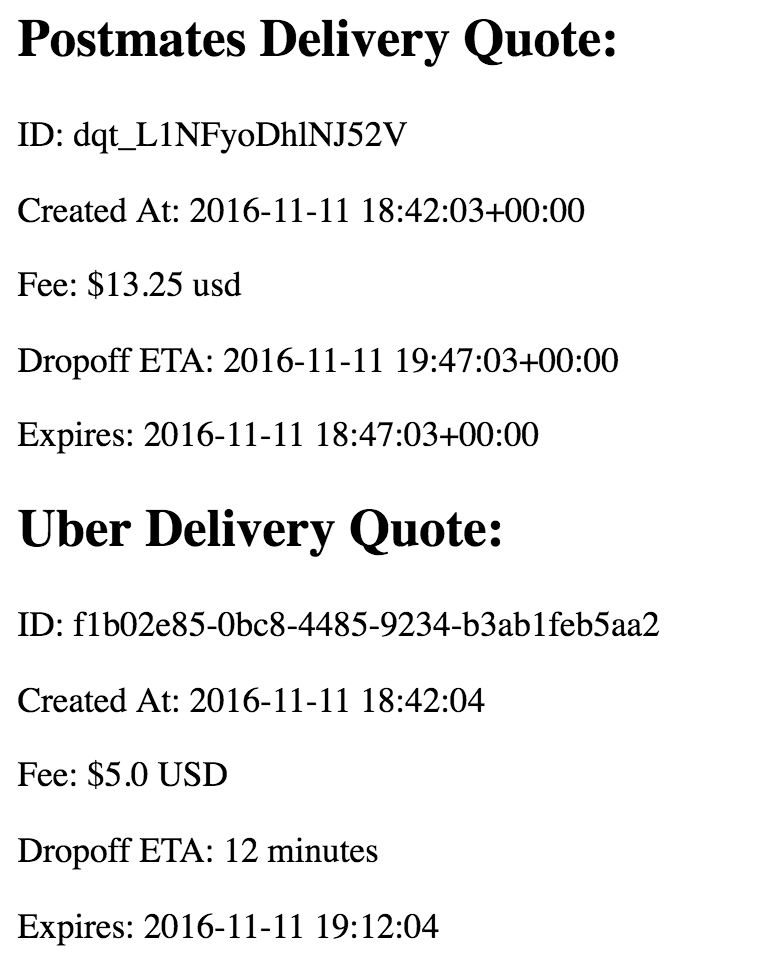 Postmates Delivery Quote:
ID: dqt_L1NFyoDhlNJ52V
Created At: 2016-11-11 18:42:03+00:00
Fee: $13.25 usd
Dropoff ETA: 2016-11-11 19:47:03+00:00
Expires: 2016-11-11 18:47:03+00:00
Uber Delivery Quote:
ID: f1b02e85-0bc8-4485-9234-b3ab1feb5aa2
Created At: 2016-11-11 18:42:04
Fee: $5.0 USD
Dropoff ETA: 12 minutes
Expires: 2016-11-11 19:12:04